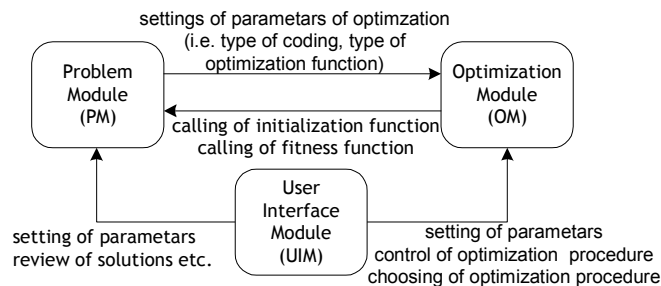 settings of parametars of optimzation
(i.e. type of coding, type of
optimization function)
Problem
Module
(PM)
Optimization
Module
(OM)
calling of initialization function
calling of fitness function
User
Interface
Module
(UIM)
setting of parametars
review of solutions etc.
setting of parametars
control of optimization procedure
choosing of optimization procedure